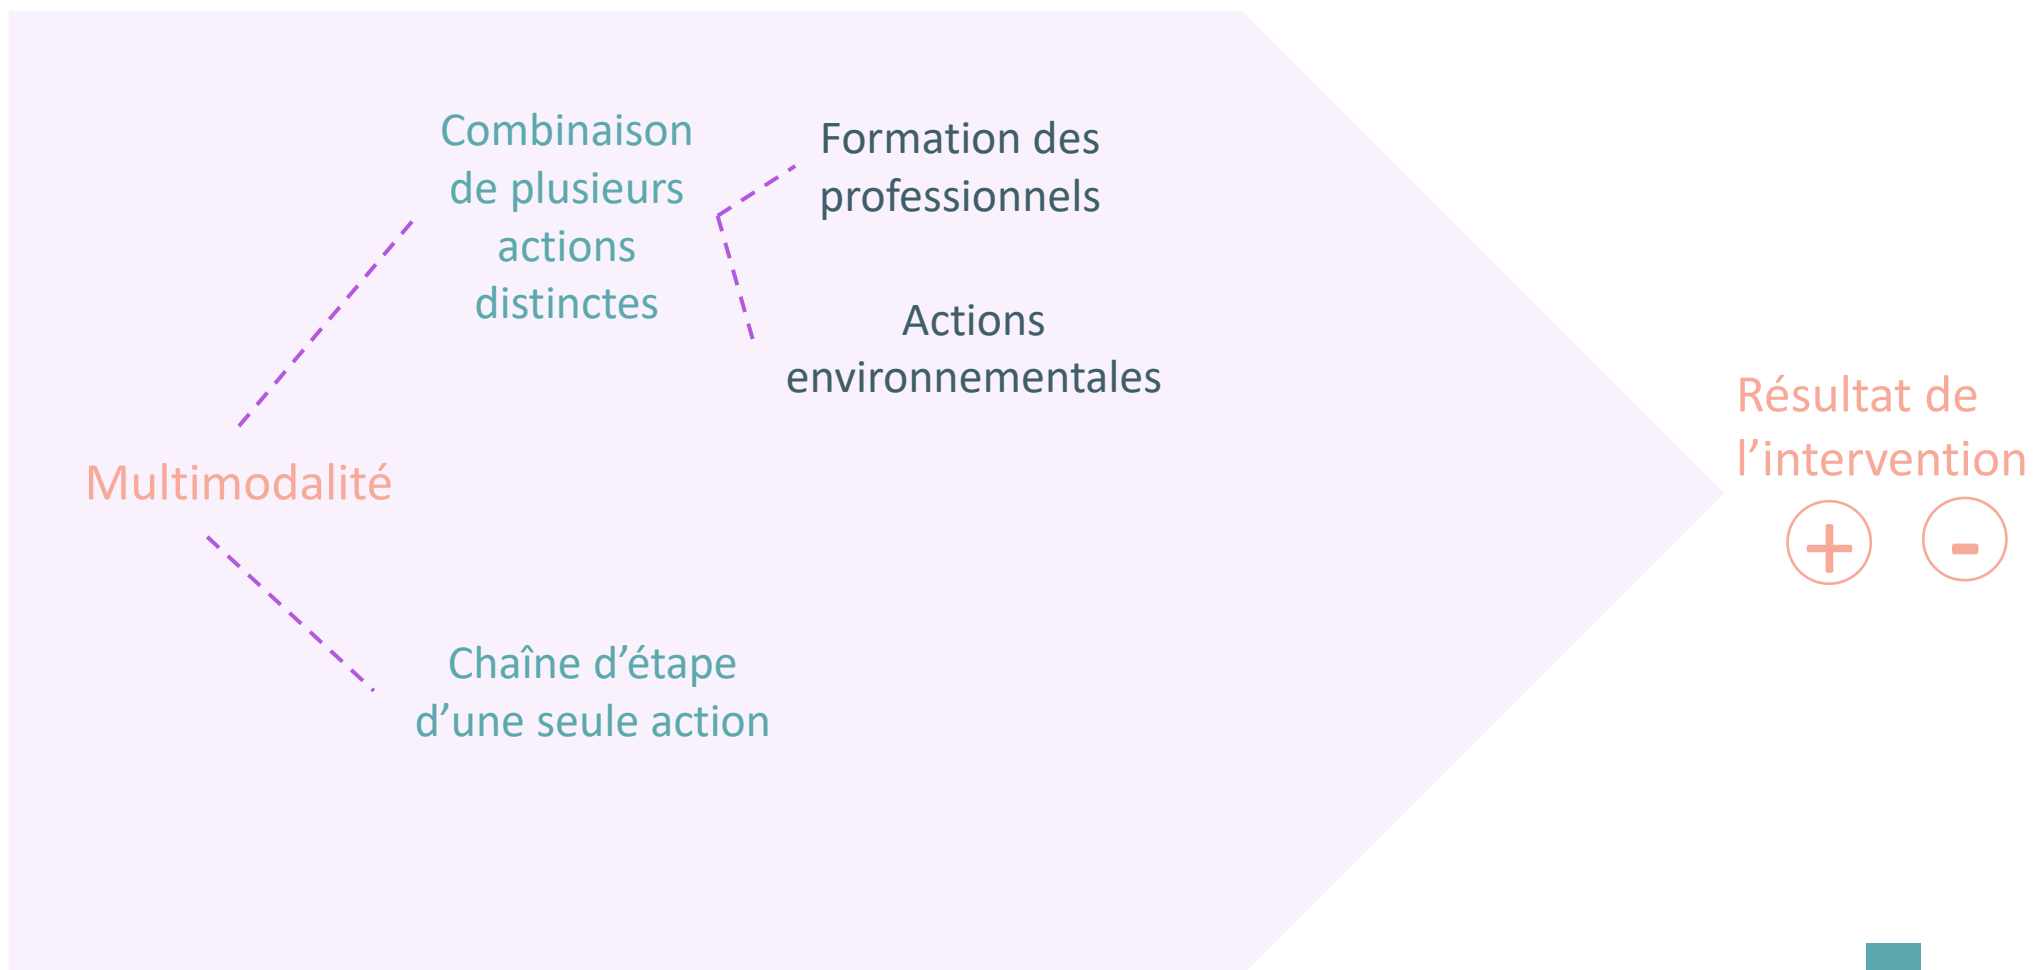 Combinaison
de plusieurs
actions
distinctes
Formation des
professionnels
Actions
environnementales
Multimodalité
Chaîne d’étape
d’une seule action
Résultat de
l’intervention
+ -